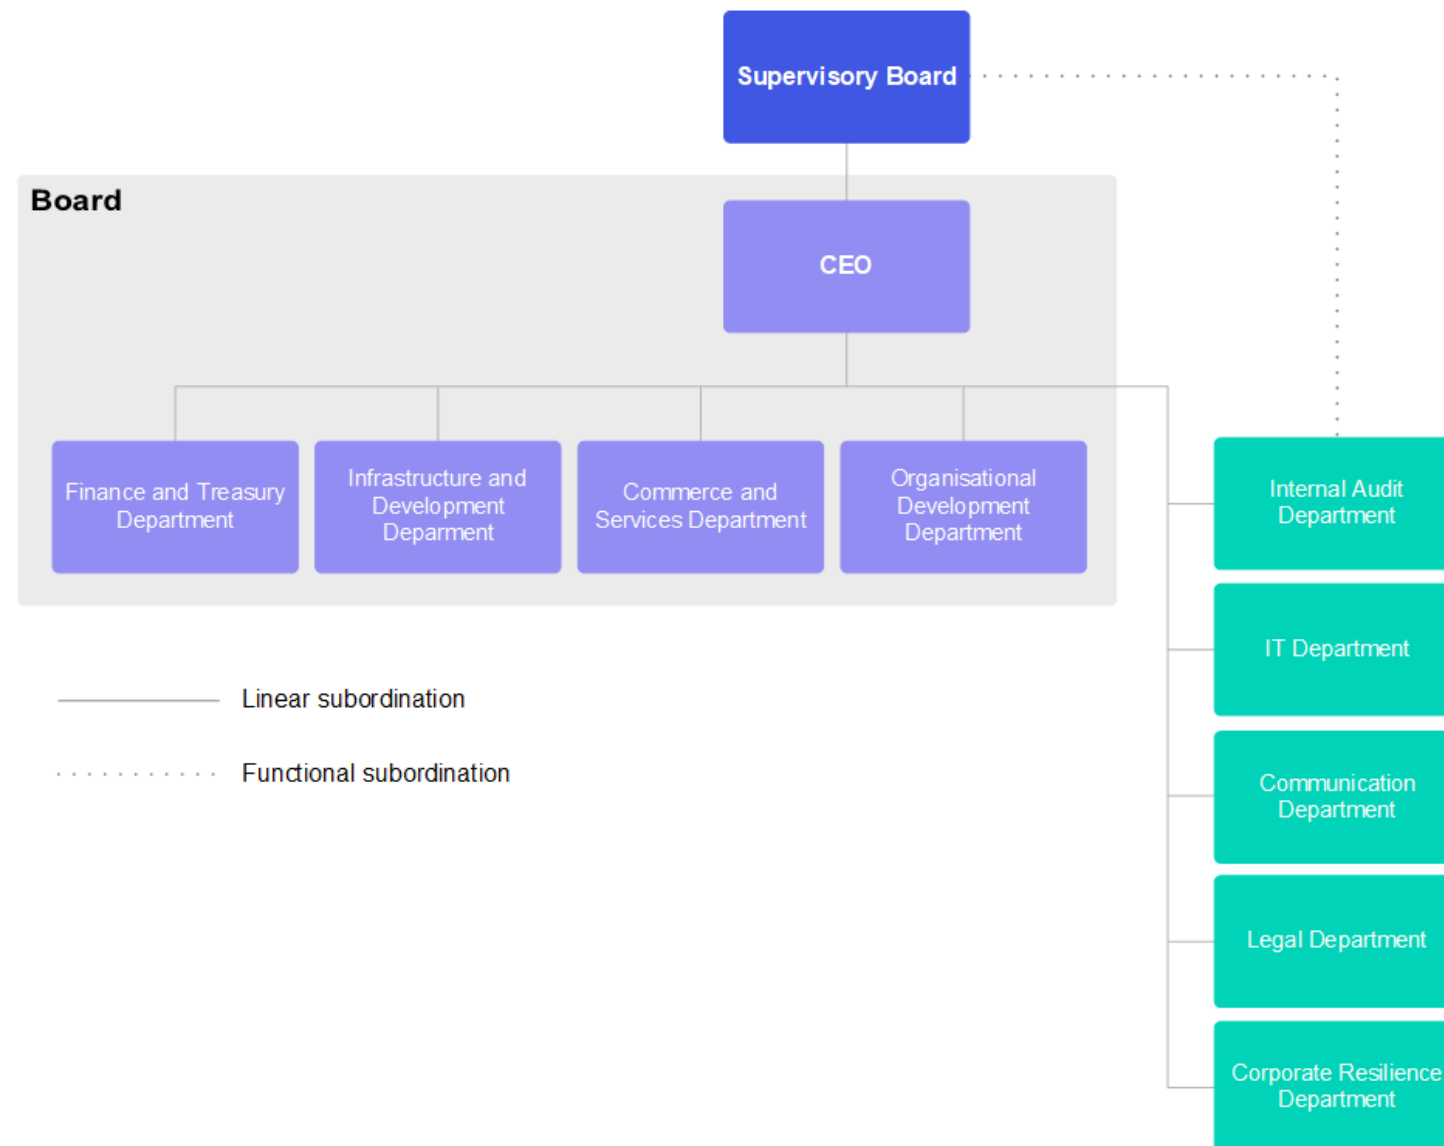 Supervisory Board
Board
CEO
Finance and Treasury
Department
Infrastructure and
Development
Deparment
Commerce and
Services Department
Organisational
Development
Department
Internal Audit
Department
IT Department
Communication
Department
Legal Department
Corporate Resilience
Department
Linear subordination
Functional subordination